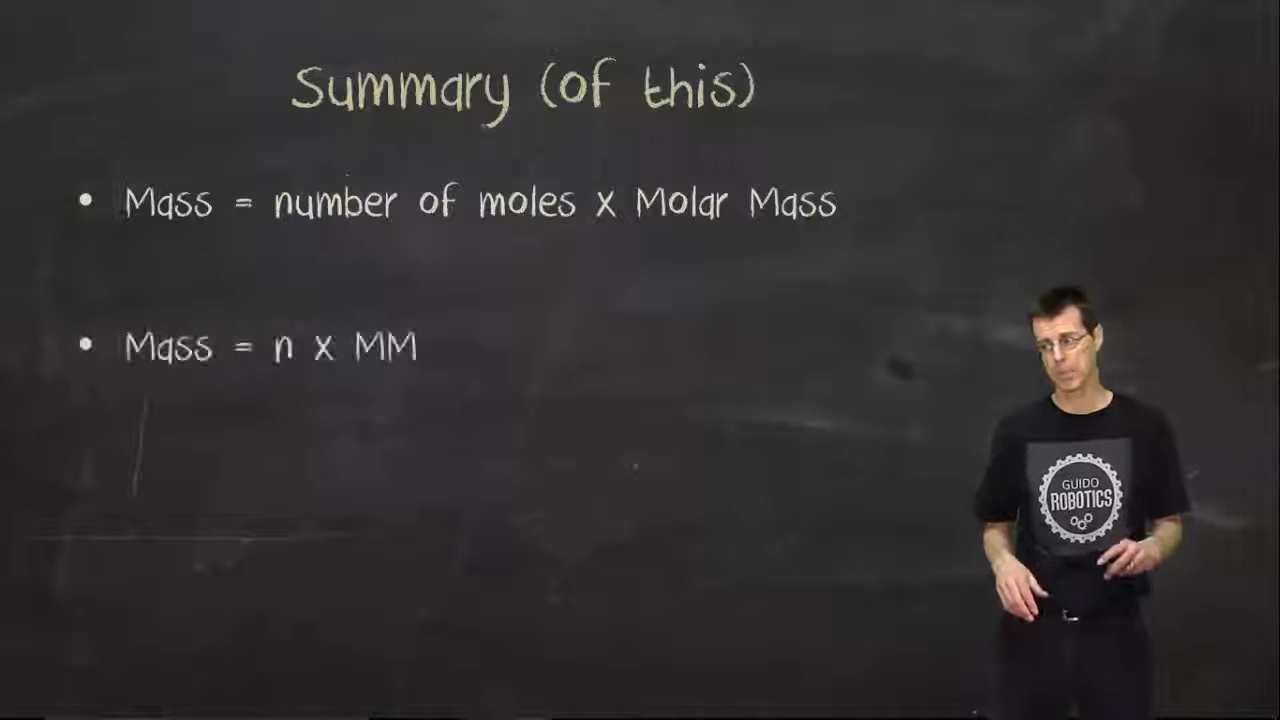 Summary (of this)
• Mass = number of moles x Molar Mass
• Mass = n x MM
GUIDO
ROBOTICS